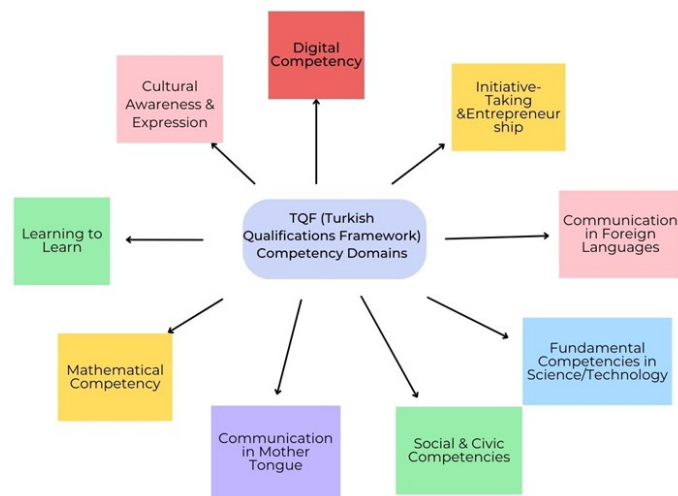 Digital
Competency
Cultural
Awareness &
Expression
Initiative-
Taking
&Entrepreneur
ship
TQF (Turkish
Qualifications Framework)
Competency Domains
Learning to
Learn
Communication
in Foreign
Languages
Mathematical
Competency
Fundamental
Competencies in
Science/Technology
Communication
in Mother
Tongue
Social & Civic
Competencies